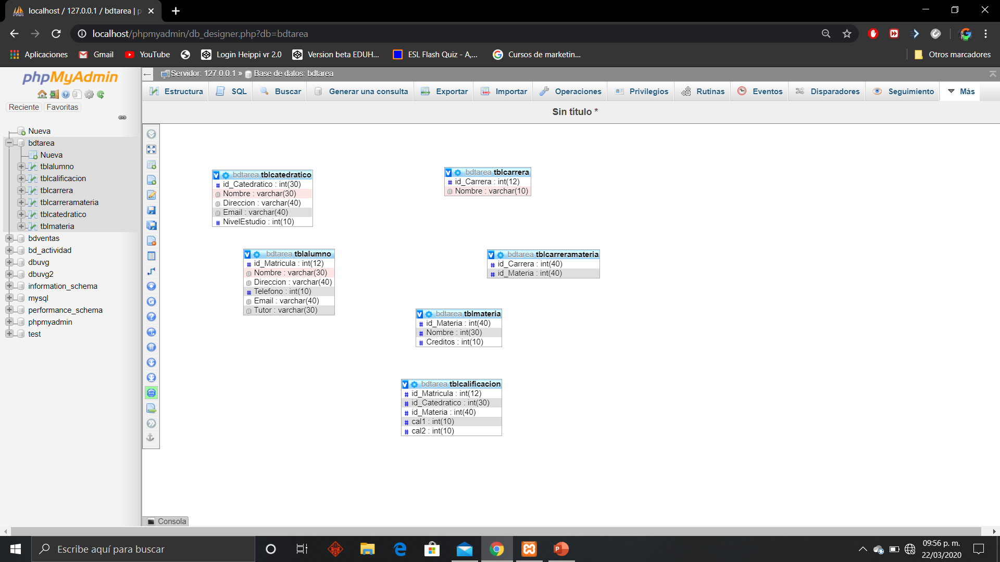 localhost / 127.0.0.1 / bdtarea | p
localhost/phpmyadmin/db_designer.php?db=bdtarea
Aplicaciones Gmail YouTube Login Heippi vr 2.0 Version beta EDUH... ESL Flash Quiz - A,... Cursos de marketin... Otros marcadores
phpMyAdmin
Reciente Favoritas
Nueva
bdtarea
Nueva
tblalumno
tblcalificacion
tblcarrera
tblcarreramateria
tblcatedratico
tblmateria
bdventas
bd_actividad
dbuvg
dbuvg2
information_schema
mysql
performance_schema
phpmyadmin
test
Servidor: 127.0.0.1 » Base de datos: bdtarea
Estructura SQL Buscar Generar una consulta Exportar Importar Operaciones Privilegios Rutinas Eventos Disparadores Seguimiento Más
Sin título *
bdtarea tblcatedratico
id_Catedratico : int(30)
Nombre : varchar(30)
Direccion : varchar(40)
Email : varchar(40)
NivelEstudio : int(10)
bdtarea tblcarrera
id_Carrera : int(12)
Nombre : varchar(10)
bdtarea tblalumno
id_Matricula : int(12)
Nombre : varchar(30)
Direccion : varchar(40)
Telefono : int(10)
Email : varchar(40)
Tutor : varchar(30)
bdtarea tblcarreramateria
id_Carrera : int(40)
id_Materia : int(40)
bdtarea tblmateria
id_Materia : int(40)
Nombre : int(30)
Creditos : int(10)
bdtarea tblcalificacion
id_Matricula : int(12)
id_Catedratico : int(30)
id_Materia : int(40)
cal1 : int(10)
cal2 : int(10)
Consola
Escribe aquí para buscar
09:56 p. m.
22/03/2020